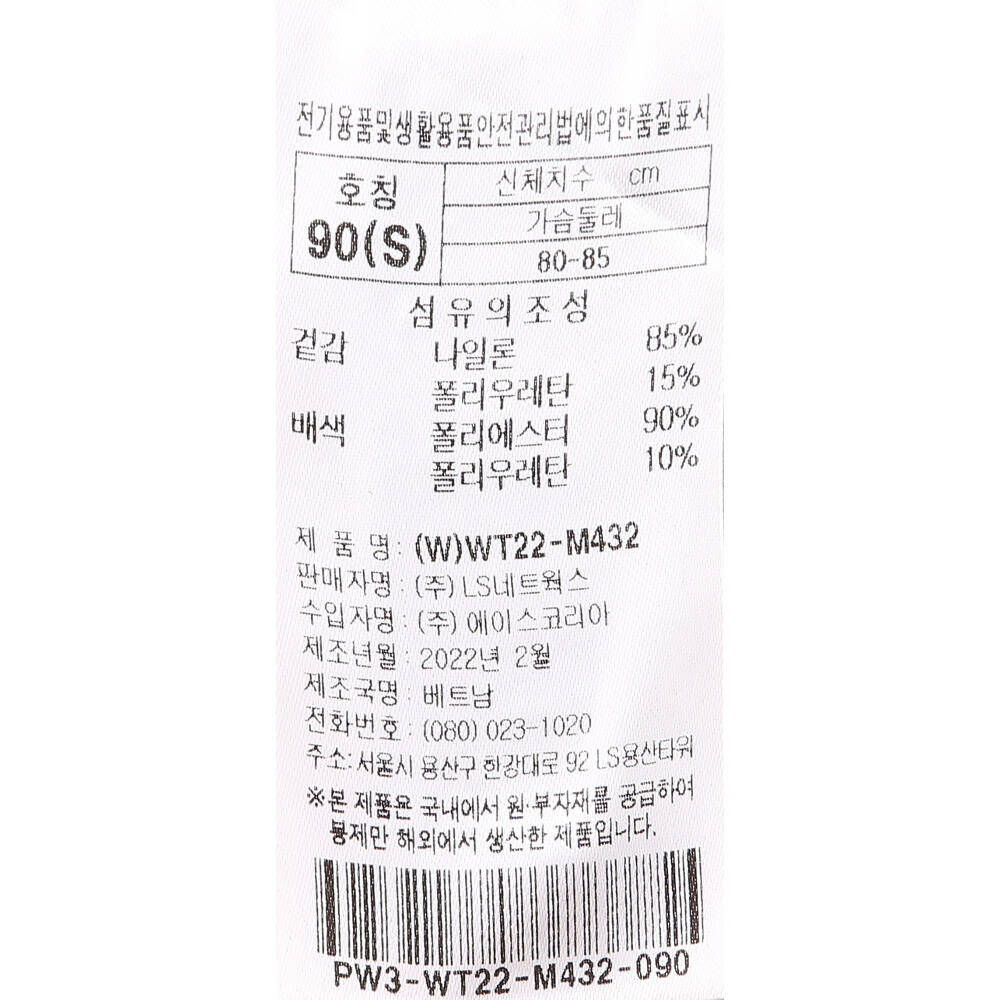 전기용품및생활용품안전관리법에의한품질표시
호칭
90(S)
신체치수 cm
가슴둘레
80-85
섬유의조성
겉감 나일론 85%
폴리우레탄 15%
배색 폴리에스터 90%
폴리우레탄 10%
제 품 명 : (W)WT22-M432
판매자명 : (주) LS네트웍스
수입자명 : (주) 에이스코리아
제조년월 : 2022년 2월
제조국명 : 베트남
전화번호 : (080) 023-1020
주소: 서울시 용산구 한강대로 92 LS용산타워
※본 제품은 국내에서 원·부자재를 공급하여
봉제만 해외에서 생산한 제품입니다.
PW3-WT22-M432-090